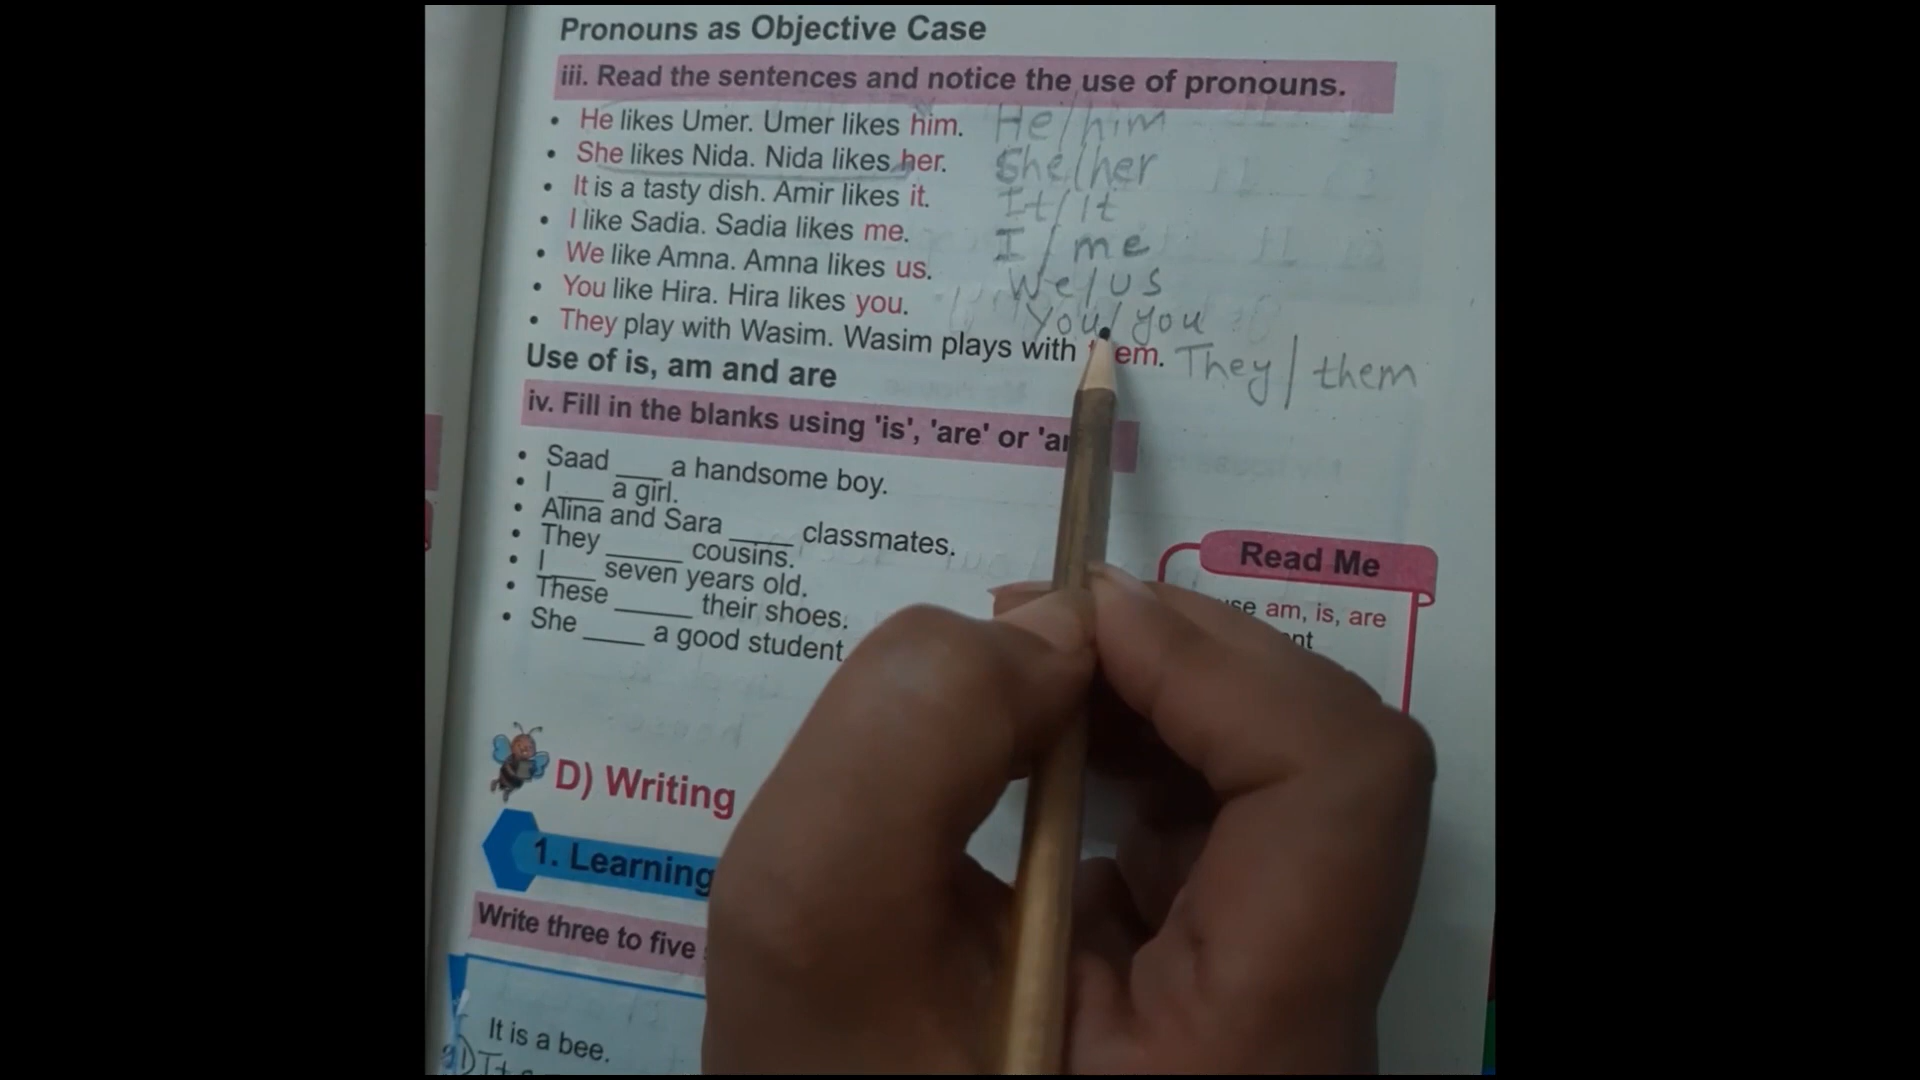 Pronouns as Objective Case
iii. Read the sentences and notice the use of pronouns.
• He likes Umer. Umer likes him. He/him
• She likes Nida. Nida likes her. She/her
• It is a tasty dish. Amir likes it. It/it
• I like Sadia. Sadia likes me. I/me
• We like Amna. Amna likes us. We/us
• You like Hira. Hira likes you. You/you
• They play with Wasim. Wasim plays with them. They/them
Use of is, am and are
iv. Fill in the blanks using 'is', 'are' or
• Saad ___ a handsome boy.
• I ___ a girl.
• Alina and Sara ____ classmates.
• They _____ cousins.
• I ____ seven years old.
• These _____ their shoes.
• She ____ a good student
Read Me
am, is, are
D) Writing
1. Learning
Write three to five
It is a bee.